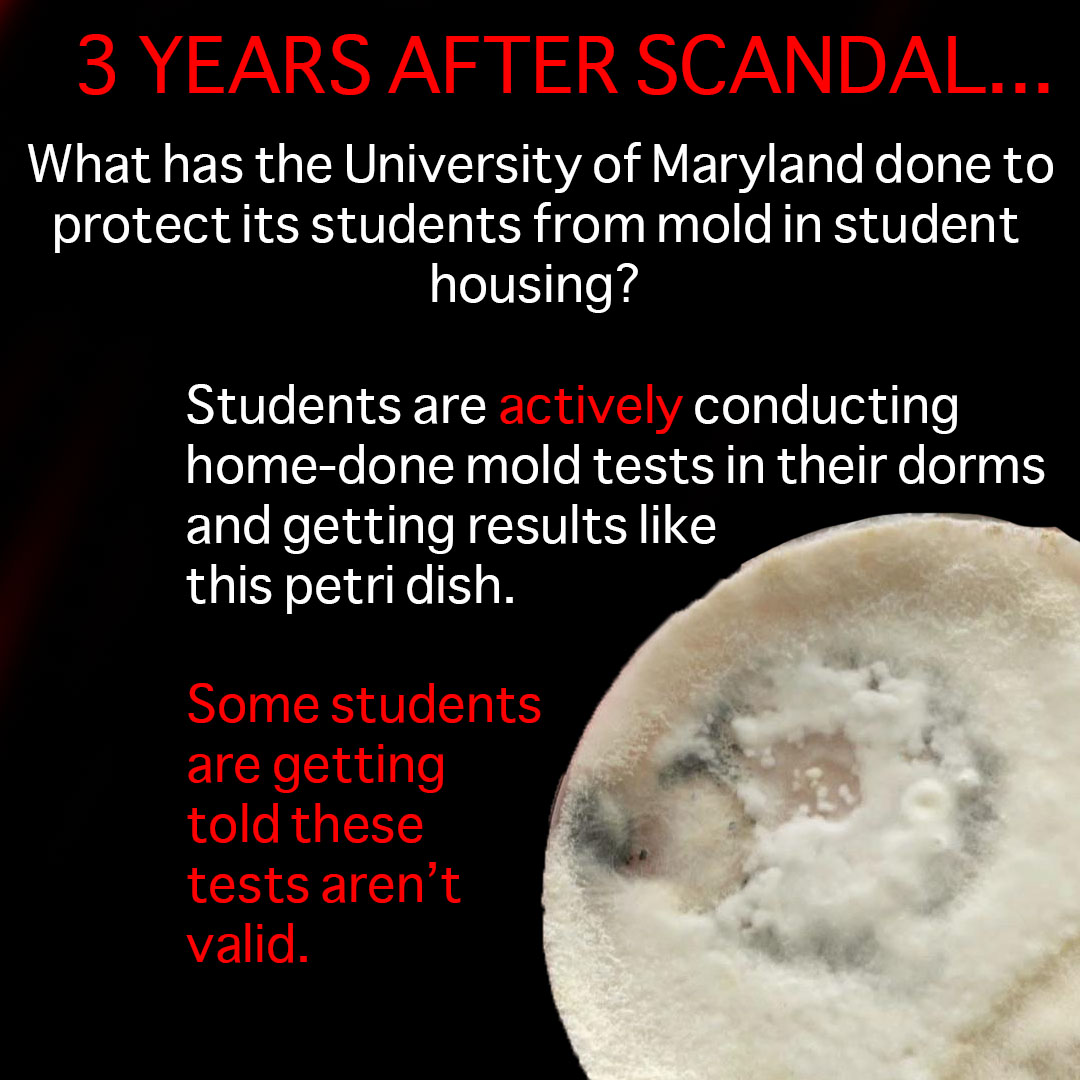 3 YEARS AFTER SCANDAL...
What has the University of Maryland done to
protect its students from mold in student
housing?
Students are actively conducting
home-done mold tests in their dorms
and getting results like
this petri dish.
Some students
are getting
told these
tests aren’t
valid.